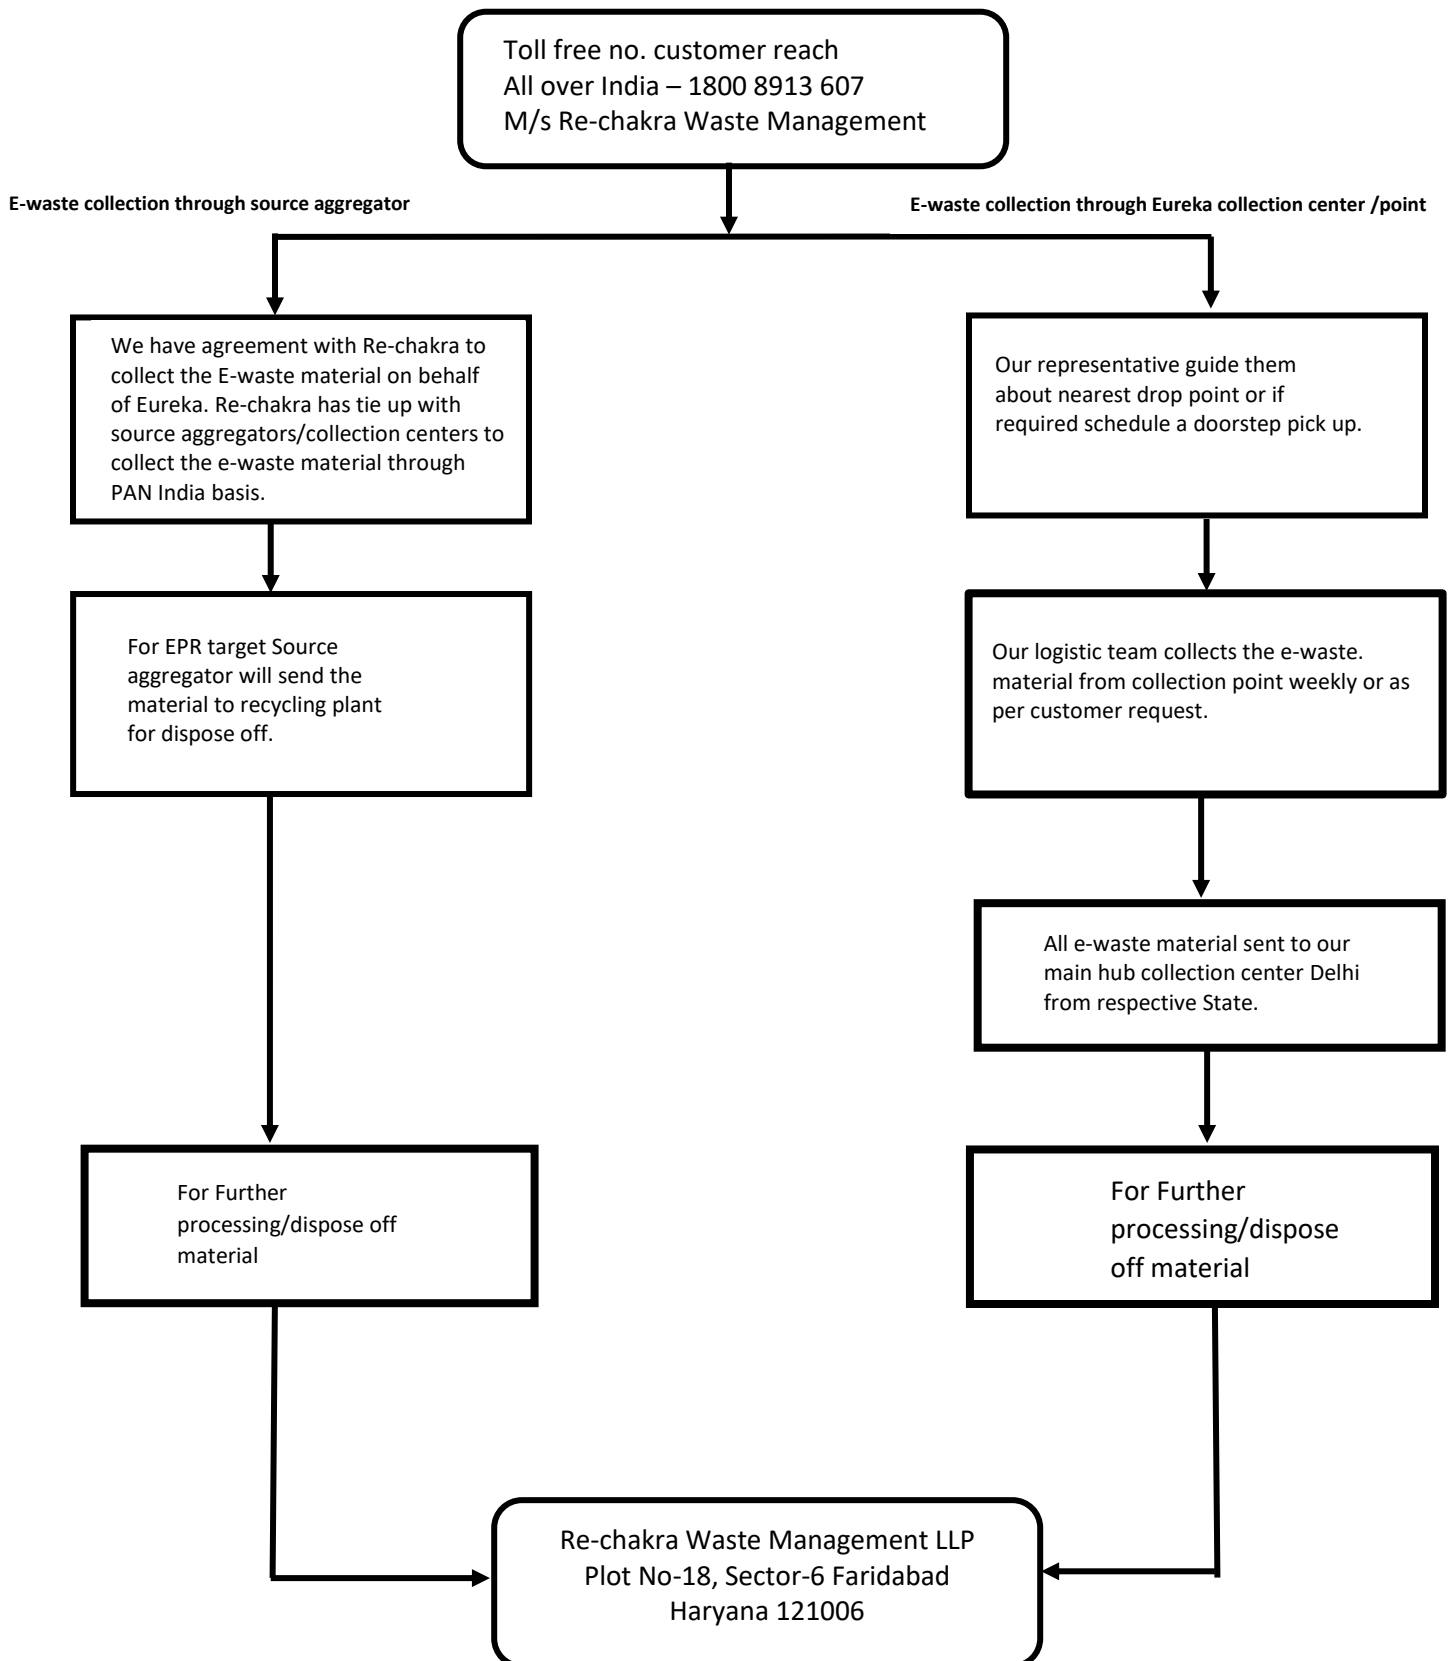 Toll free no. customer reach
All over India – 1800 8913 607
M/s Re-chakra Waste Management
E-waste collection through source aggregator
E-waste collection through Eureka collection center /point
We have agreement with Re-chakra to
collect the E-waste material on behalf
of Eureka. Re-chakra has tie up with
source aggregators/collection centers to
collect the e-waste material through
PAN India basis.
Our representative guide them
about nearest drop point or if
required schedule a doorstep pick up.
For EPR target Source
aggregator will send the
material to recycling plant
for dispose off.
Our logistic team collects the e-waste.
material from collection point weekly or as
per customer request.
All e-waste material sent to our
main hub collection center Delhi
from respective State.
For Further
processing/dispose off
material
For Further
processing/dispose
off material
Re-chakra Waste Management LLP
Plot No-18, Sector-6 Faridabad
Haryana 121006